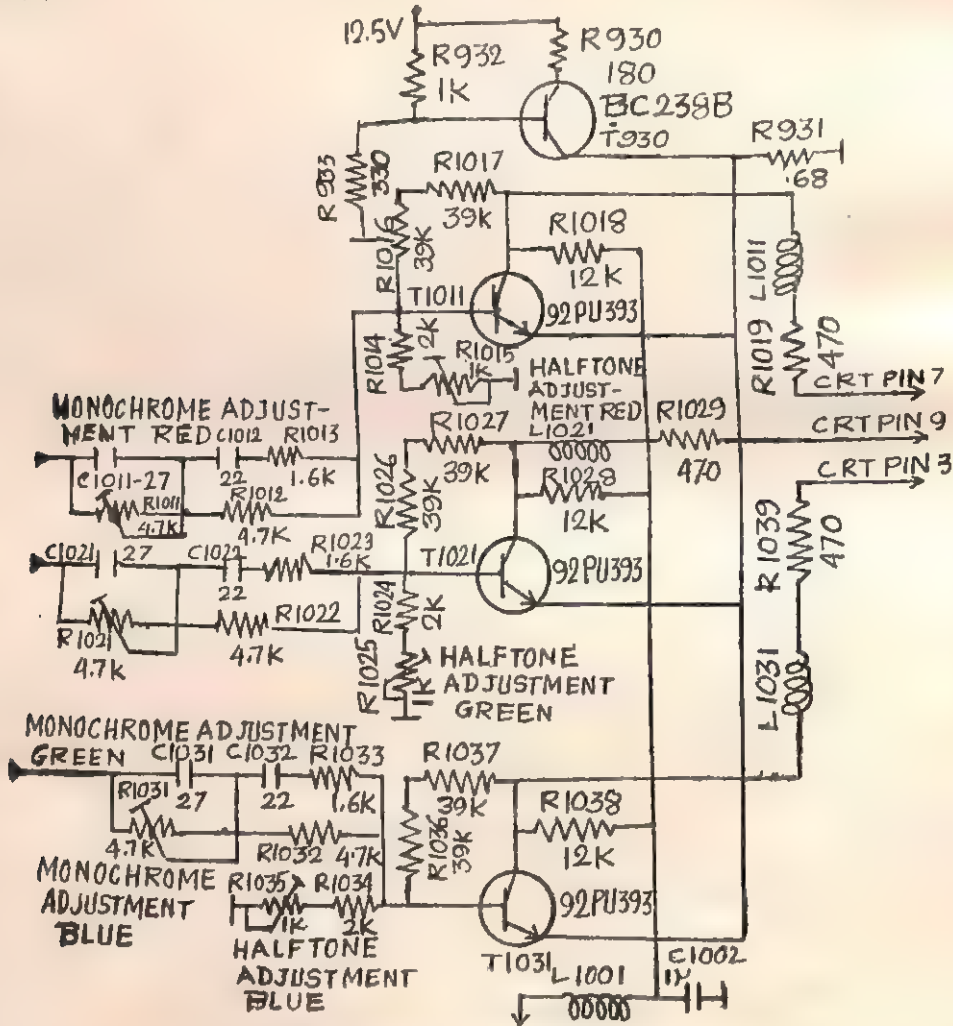 12.5V
R932
1K
R930
180
BC238B
T930
R931
.68
R933
330
R1017
39K
R1016
39K
R1018
12K
L1011
T1011
92PU393
R1014
2K
R1015
1K
HALFTONE
ADJUST-
MENT RED
R1019
470
CRT PIN 7
MONOCHROME ADJUST-
MENT RED
C1012
22
R1013
1.6K
C1011-27
R1011
4.7K
R1012
4.7K
R1027
39K
L1021
R1029
470
CRT PIN 9
CRT PIN 3
R1026
39K
R1028
12K
R1039
470
C1021
27
C1022
22
R1023
1.6K
T1021
92PU393
R1021
4.7K
R1022
4.7K
R1024
2K
R1025
1K
HALFTONE
ADJUSTMENT
GREEN
L1031
MONOCHROME ADJUSTMENT
GREEN
C1031
27
C1032
22
R1033
1.6K
R1037
39K
R1031
4.7K
R1032
4.7K
R1036
39K
R1038
12K
MONOCHROME
ADJUSTMENT
BLUE
R1035
1K
R1034
2K
HALFTONE
ADJUSTMENT
BLUE
92PU393
T1031
L1001
C1002